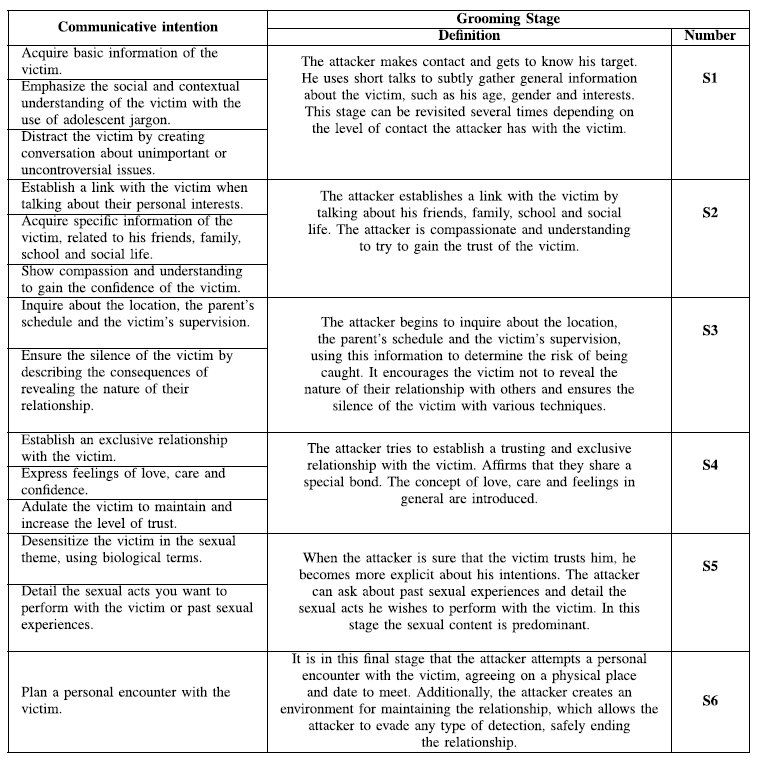 Communicative intention
Grooming Stage
Definition
Number
Acquire basic information of the
victim.
Emphasize the social and contextual
understanding of the victim with the
use of adolescent jargon.
Distract the victim by creating
conversation about unimportant or
uncontroversial issues.
The attacker makes contact and gets to know his target.
He uses short talks to subtly gather general information
about the victim, such as his age, gender and interests.
This stage can be revisited several times depending on
the level of contact the attacker has with the victim.
S1
Establish a link with the victim when
talking about their personal interests.
Acquire specific information of the
victim, related to his friends, family,
school and social life.
Show compassion and understanding
to gain the confidence of the victim.
The attacker establishes a link with the victim by
talking about his friends, family, school and social
life. The attacker is compassionate and understanding
to try to gain the trust of the victim.
S2
Inquire about the location, the parent's
schedule and the victim's supervision.
Ensure the silence of the victim by
describing the consequences of
revealing the nature of their
relationship.
The attacker begins to inquire about the location,
the parent's schedule and the victim's supervision,
using this information to determine the risk of being
caught. It encourages the victim not to reveal the
nature of their relationship with others and ensures the
silence of the victim with various techniques.
S3
Establish an exclusive relationship
with the victim.
Express feelings of love, care and
confidence.
Adulate the victim to maintain and
increase the level of trust.
The attacker tries to establish a trusting and exclusive
relationship with the victim. Affirms that they share a
special bond. The concept of love, care and feelings in
general are introduced.
S4
Desensitize the victim in the sexual
theme, using biological terms.
Detail the sexual acts you want to
perform with the victim or past sexual
experiences.
When the attacker is sure that the victim trusts him, he
becomes more explicit about his intentions. The attacker
can ask about past sexual experiences and detail the
sexual acts he wishes to perform with the victim. In this
stage the sexual content is predominant.
S5
Plan a personal encounter with the
victim.
It is in this final stage that the attacker attempts a personal
encounter with the victim, agreeing on a physical place
and date to meet. Additionally, the attacker creates an
environment for maintaining the relationship, which allows the
attacker to evade any type of detection, safely ending
the relationship.
S6